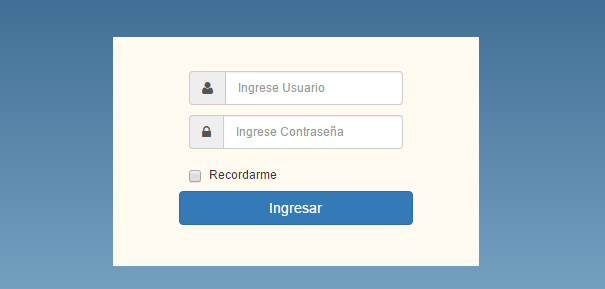 Ingrese Usuario
Ingrese Contraseña
Recordarme
Ingresar